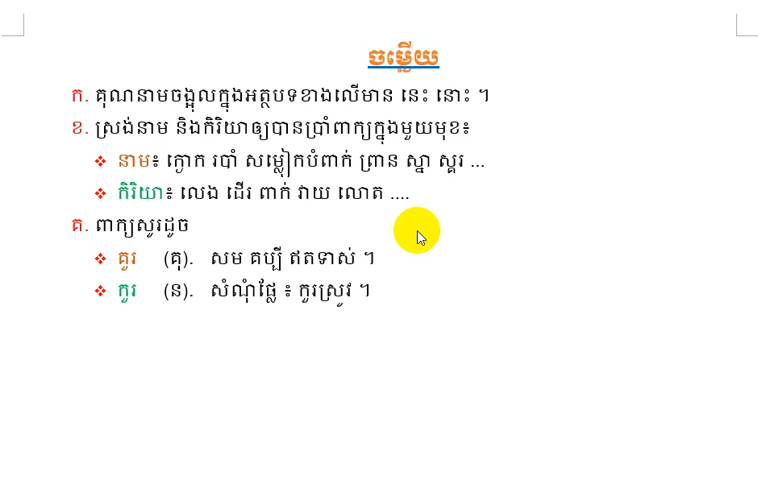 ចម្លើយ
ក. គុណនាមចង្អុលក្នុងអត្ថបទខាងលើមាន នេះ នោះ ។
ខ. ស្រង់នាម និងកិរិយាឲ្យបានប្រាំពាក្យក្នុងមួយមុខ៖
❖ នាម៖ ក្ងោក របាំ សម្លៀកបំពាក់ ព្រាន ស្នា ស្គរ ...
❖ កិរិយា៖ លេង ដើរ ពាក់ វាយ លោត ....
គ. ពាក្យសូរដូច
❖ គួរ (គុ). សម គប្បី ឥតទាស់ ។
❖ កួរ (ន). សំណុំផ្លែ ៖ កួរស្រូវ ។